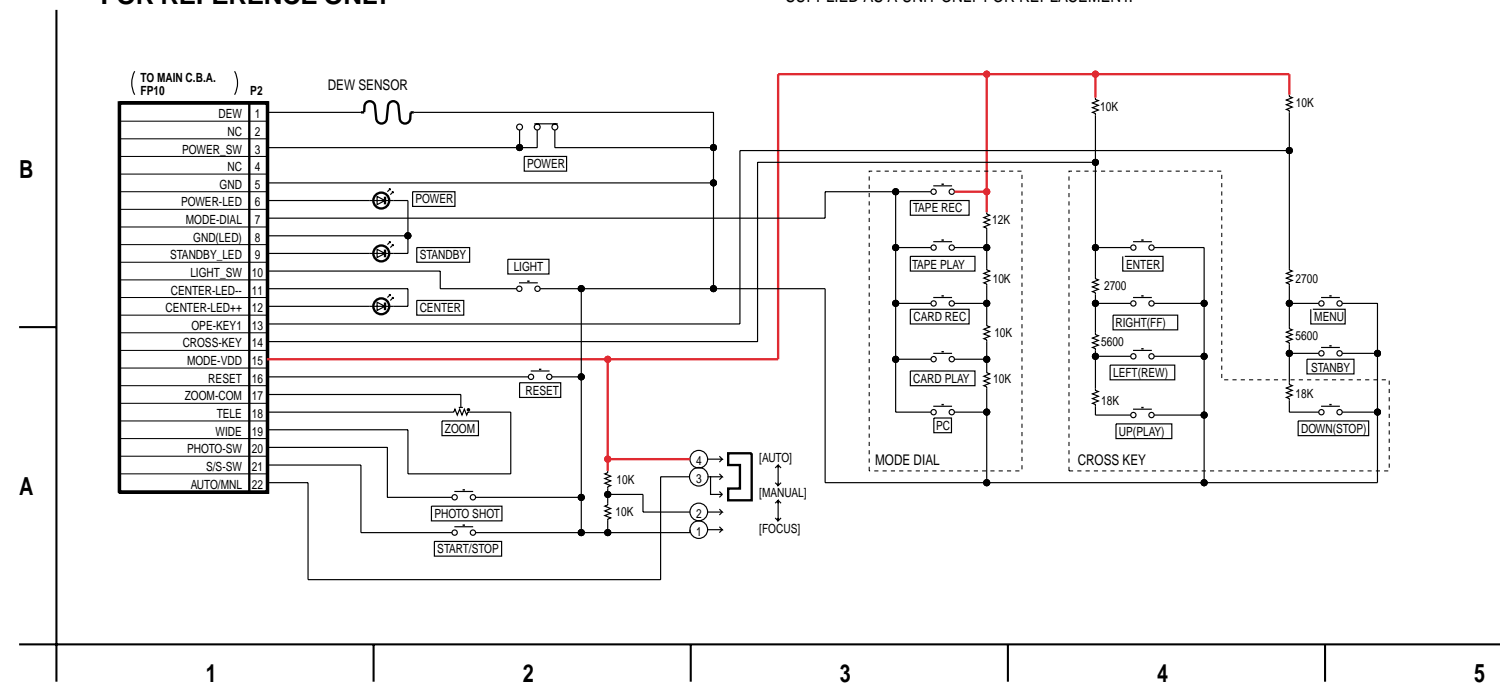 FOR REFERENCE ONLY
SUPPLIED AS A UNIT ONLY FOR REPLACEMENT.
( TO MAIN C.B.A. )
FP10
P2
DEW SENSOR
DEW 1
NC 2
POWER_SW 3
NC 4
GND 5
POWER-LED 6
MODE-DIAL 7
GND(LED) 8
STANDBY_LED 9
LIGHT_SW 10
CENTER-LED-- 11
CENTER-LED++ 12
OPE-KEY1 13
CROSS-KEY 14
MODE-VDD 15
RESET 16
ZOOM-COM 17
TELE 18
WIDE 19
PHOTO-SW 20
S/S-SW 21
AUTO/MNL 22
POWER
POWER
STANDBY
LIGHT
CENTER
RESET
ZOOM
PHOTO SHOT
START/STOP
10K
10K
4
3
2
1
[AUTO]
[MANUAL]
[FOCUS]
TAPE REC
12K
TAPE PLAY
10K
CARD REC
10K
CARD PLAY
10K
PC
MODE DIAL
10K
ENTER
2700
RIGHT(FF)
5600
LEFT(REW)
18K
UP(PLAY)
CROSS KEY
10K
2700
MENU
5600
STANBY
18K
DOWN(STOP)
B
A
1
2
3
4
5